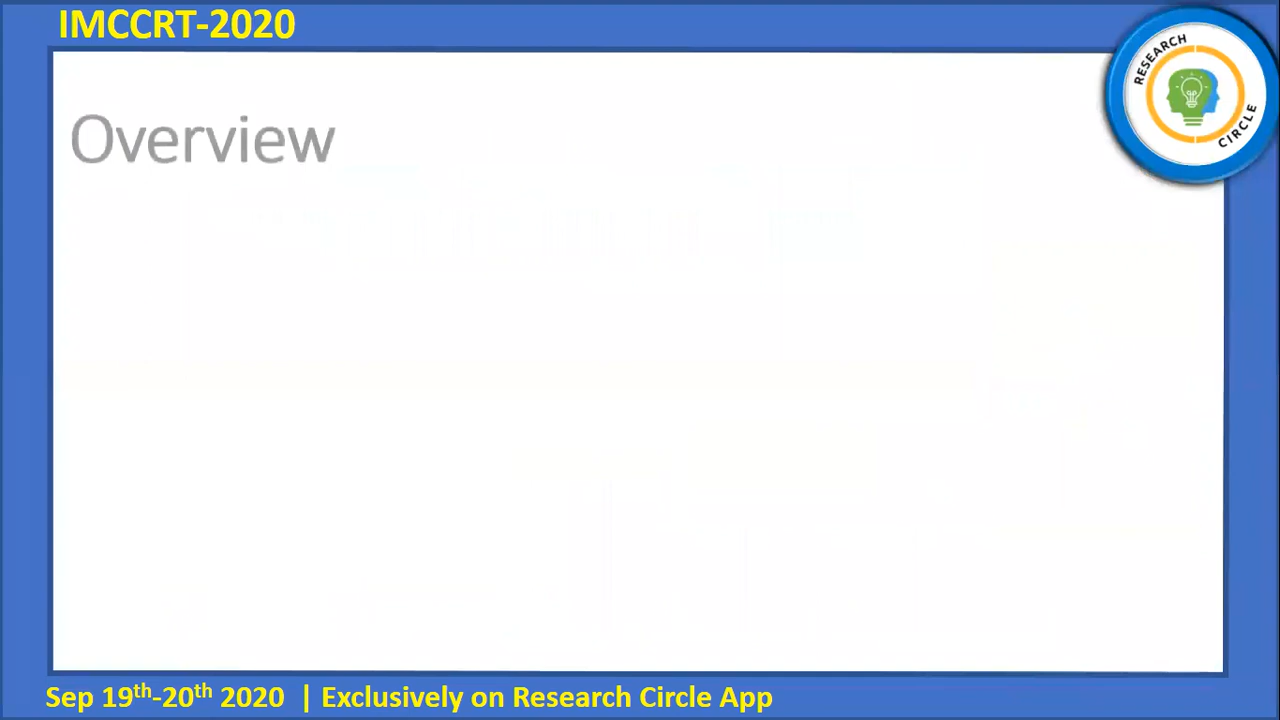 IMCCRT-2020
RESEARCH
CIRCLE
Overview
Sep 19th-20th 2020 | Exclusively on Research Circle App